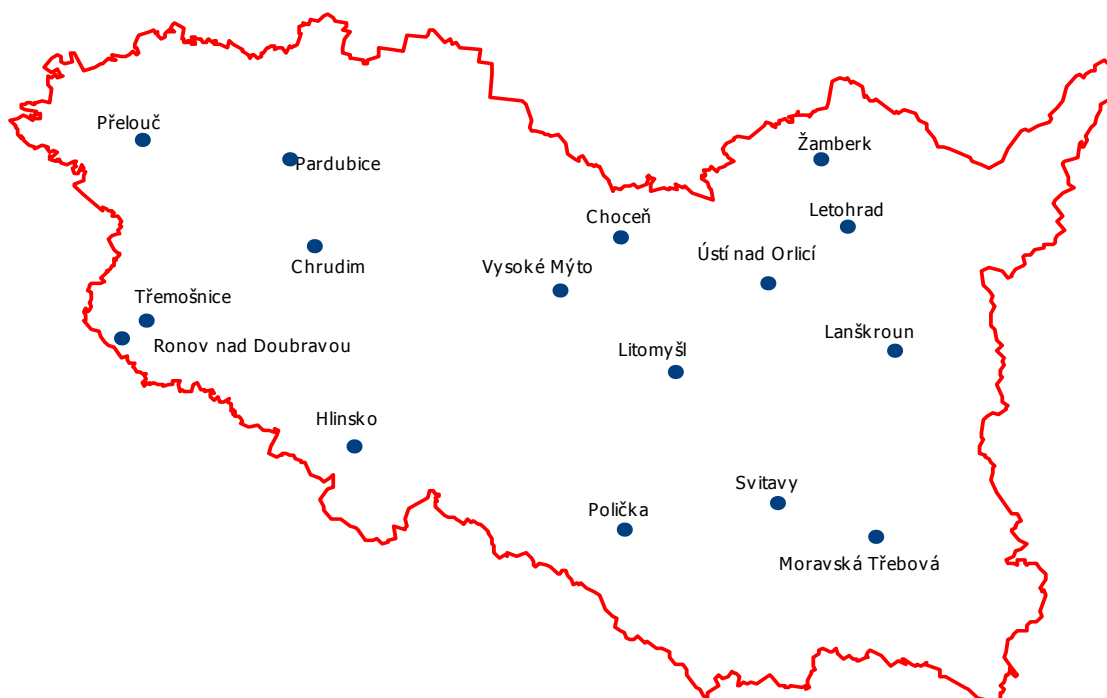 Přelouč
Pardubice
Žamberk
Letohrad
Choceň
Ústí nad Orlicí
Chrudim
Vysoké Mýto
Třemošnice
Ronov nad Doubravou
Lanškroun
Litomyšl
Hlinsko
Svitavy
Polička
Moravská Třebová